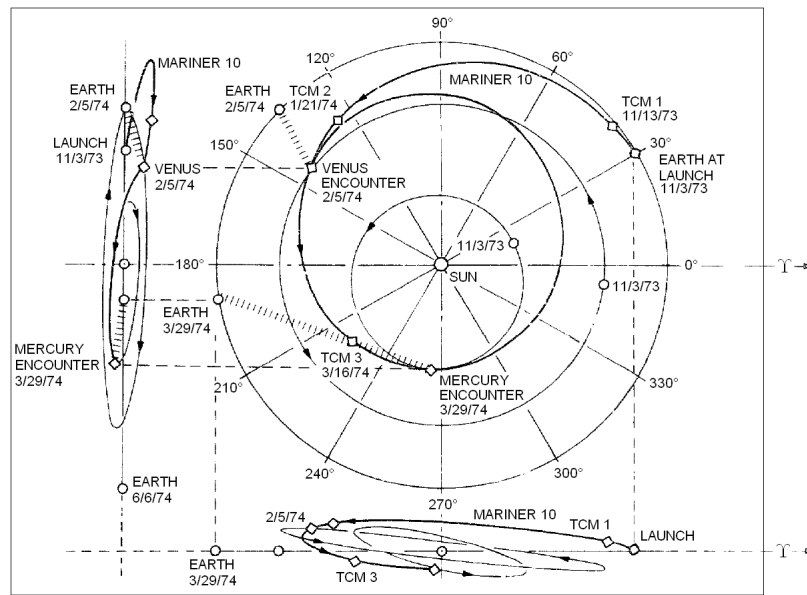 90°
120°
60°
MARINER 10
EARTH
2/5/74
TCM 2
1/21/74
MARINER 10
EARTH
2/5/74
TCM 1
11/13/73
LAUNCH
11/3/73
150°
30°
EARTH AT
LAUNCH
11/3/73
VENUS
2/5/74
VENUS
ENCOUNTER
2/5/74
11/3/73
180°
SUN
0°
♈
11/3/73
EARTH
3/29/74
TCM 3
3/16/74
MERCURY
ENCOUNTER
3/29/74
MERCURY
ENCOUNTER
3/29/74
210°
330°
240°
300°
EARTH
6/6/74
270°
2/5/74
MARINER 10
TCM 1
LAUNCH
♈
EARTH
3/29/74
TCM 3